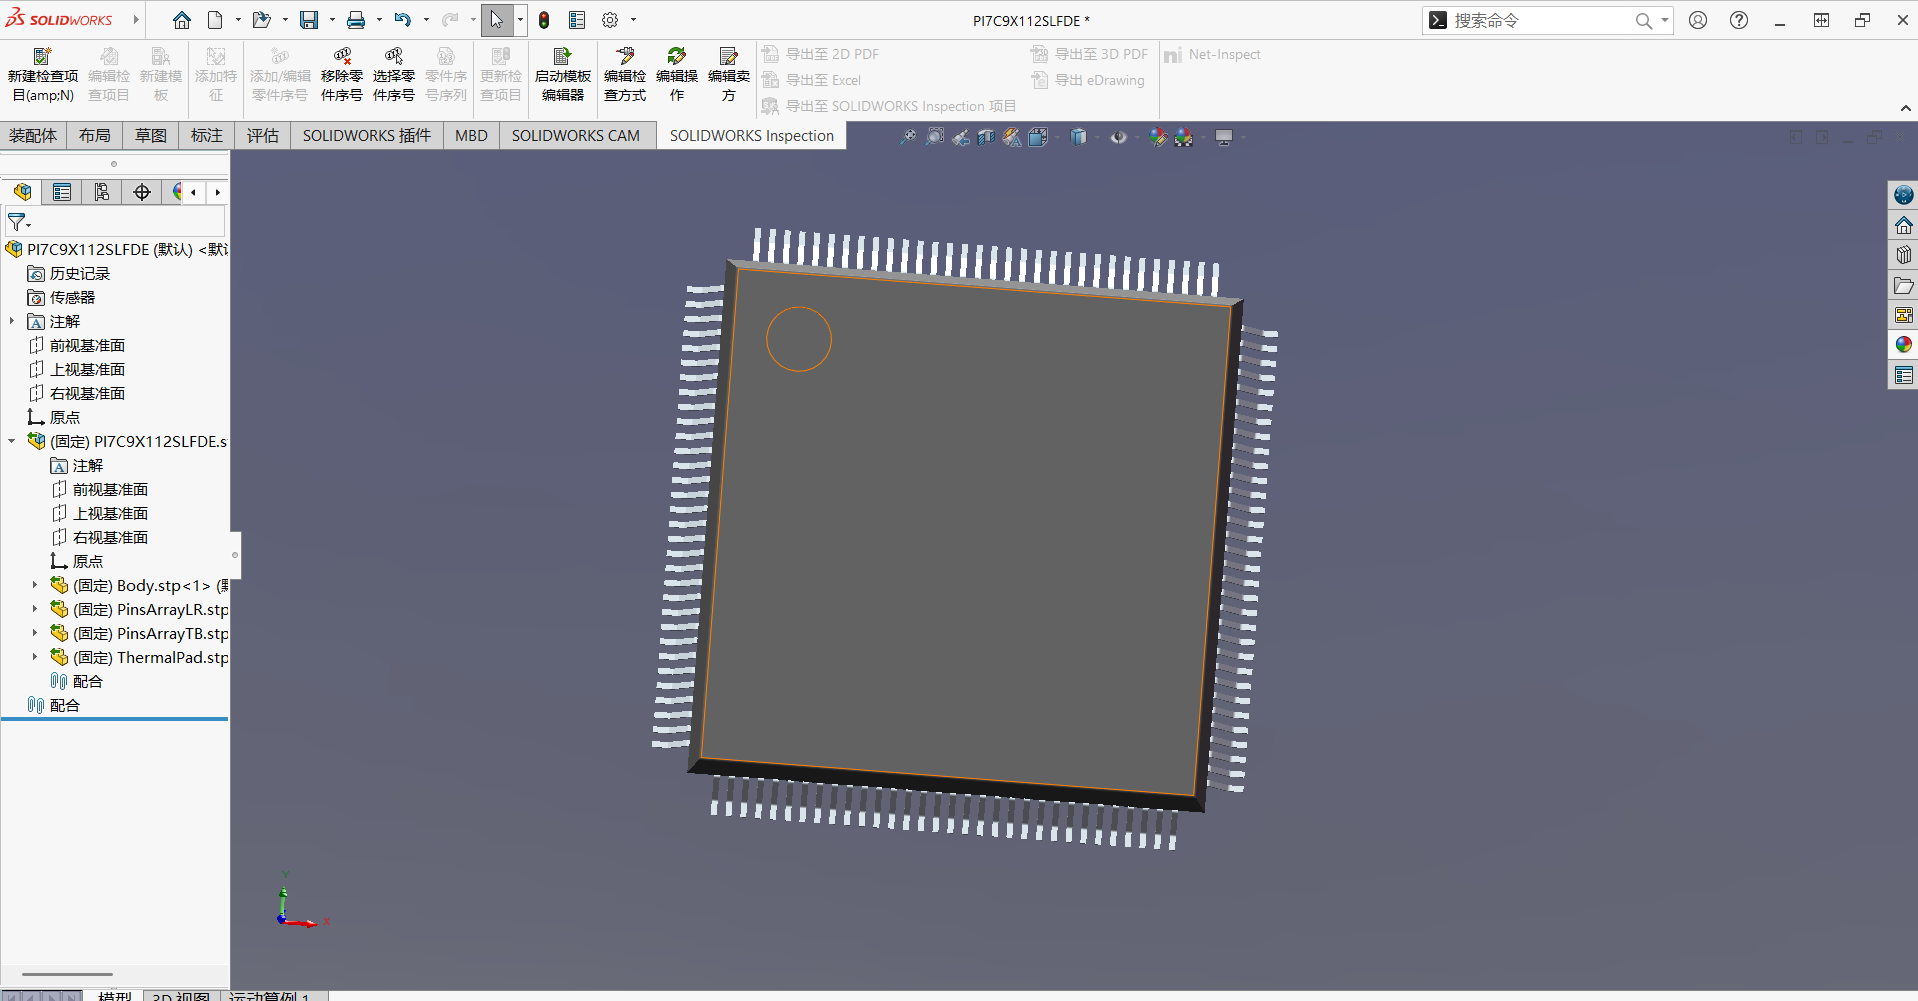 SOLIDWORKS
PI7C9X112SLFDE *
搜索命令
新建检查项目(amp;N)
编辑检查项目
新建模板
添加特征
添加/编辑零件序号
移除零件序号
选择零件序号
零件序号序列
更新检查项目
启动模板编辑器
编辑检查方式
编辑操作
编辑卖方
导出至 2D PDF
导出至 Excel
导出至 SOLIDWORKS Inspection 项目
导出至 3D PDF
导出 eDrawing
Net-Inspect
装配体
布局
草图
标注
评估
SOLIDWORKS 插件
MBD
SOLIDWORKS CAM
SOLIDWORKS Inspection
PI7C9X112SLFDE (默认) <默认
历史记录
传感器
注解
前视基准面
上视基准面
右视基准面
原点
(固定) PI7C9X112SLFDE.s
注解
前视基准面
上视基准面
右视基准面
原点
(固定) Body.stp<1> (
(固定) PinsArrayLR.stp
(固定) PinsArrayTB.stp
(固定) ThermalPad.stp
配合
配合
Y
X
模型
3D 视图
运动算例 1